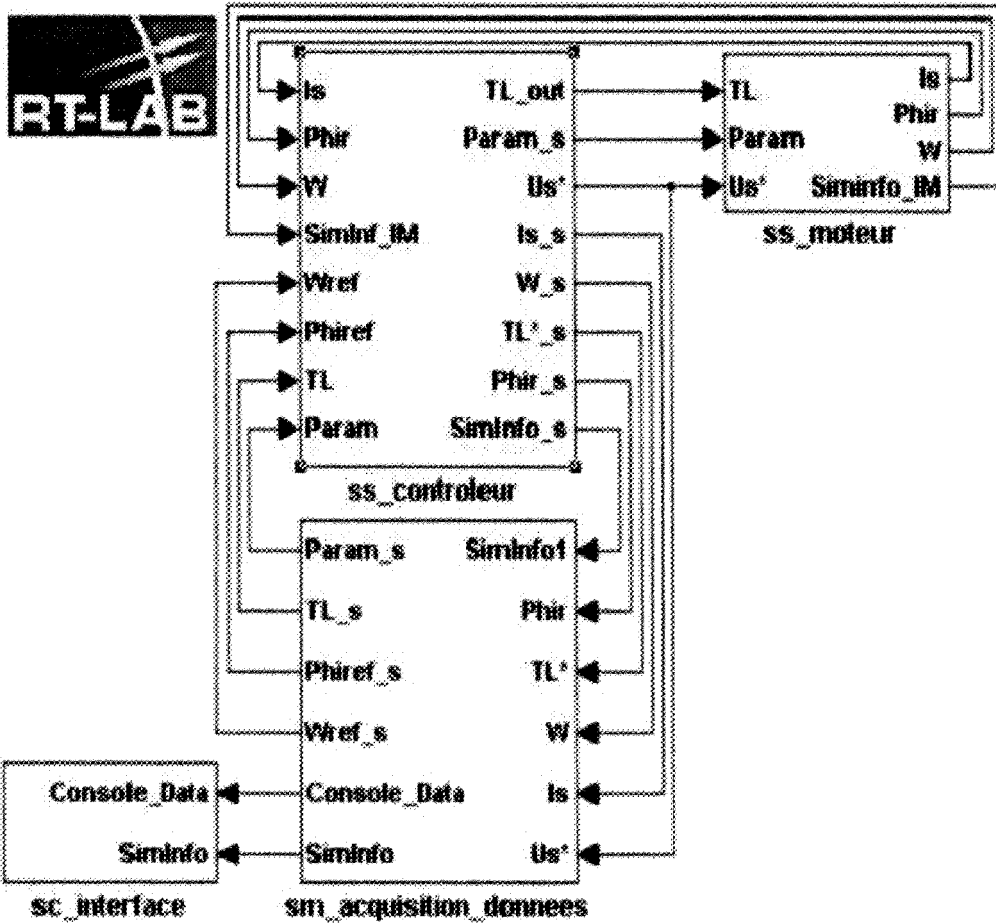 RT-LAB
Is
Phir
W
SimInf_IM
Wref
Phiref
TL
Param
TL_out
Param_s
Us*
Is_s
W_s
TL*_s
Phir_s
SimInfo_s
ss_controleur
TL
Param
Us*
Is
Phir
W
Siminfo_IM
ss_moteur
Param_s
TL_s
Phiref_s
Wref_s
Console_Data
SimInfo
SimInfo1
Phir
TL*
W
Is
Us*
sm_acquisition_donnees
Console_Data
SimInfo
sc_interface